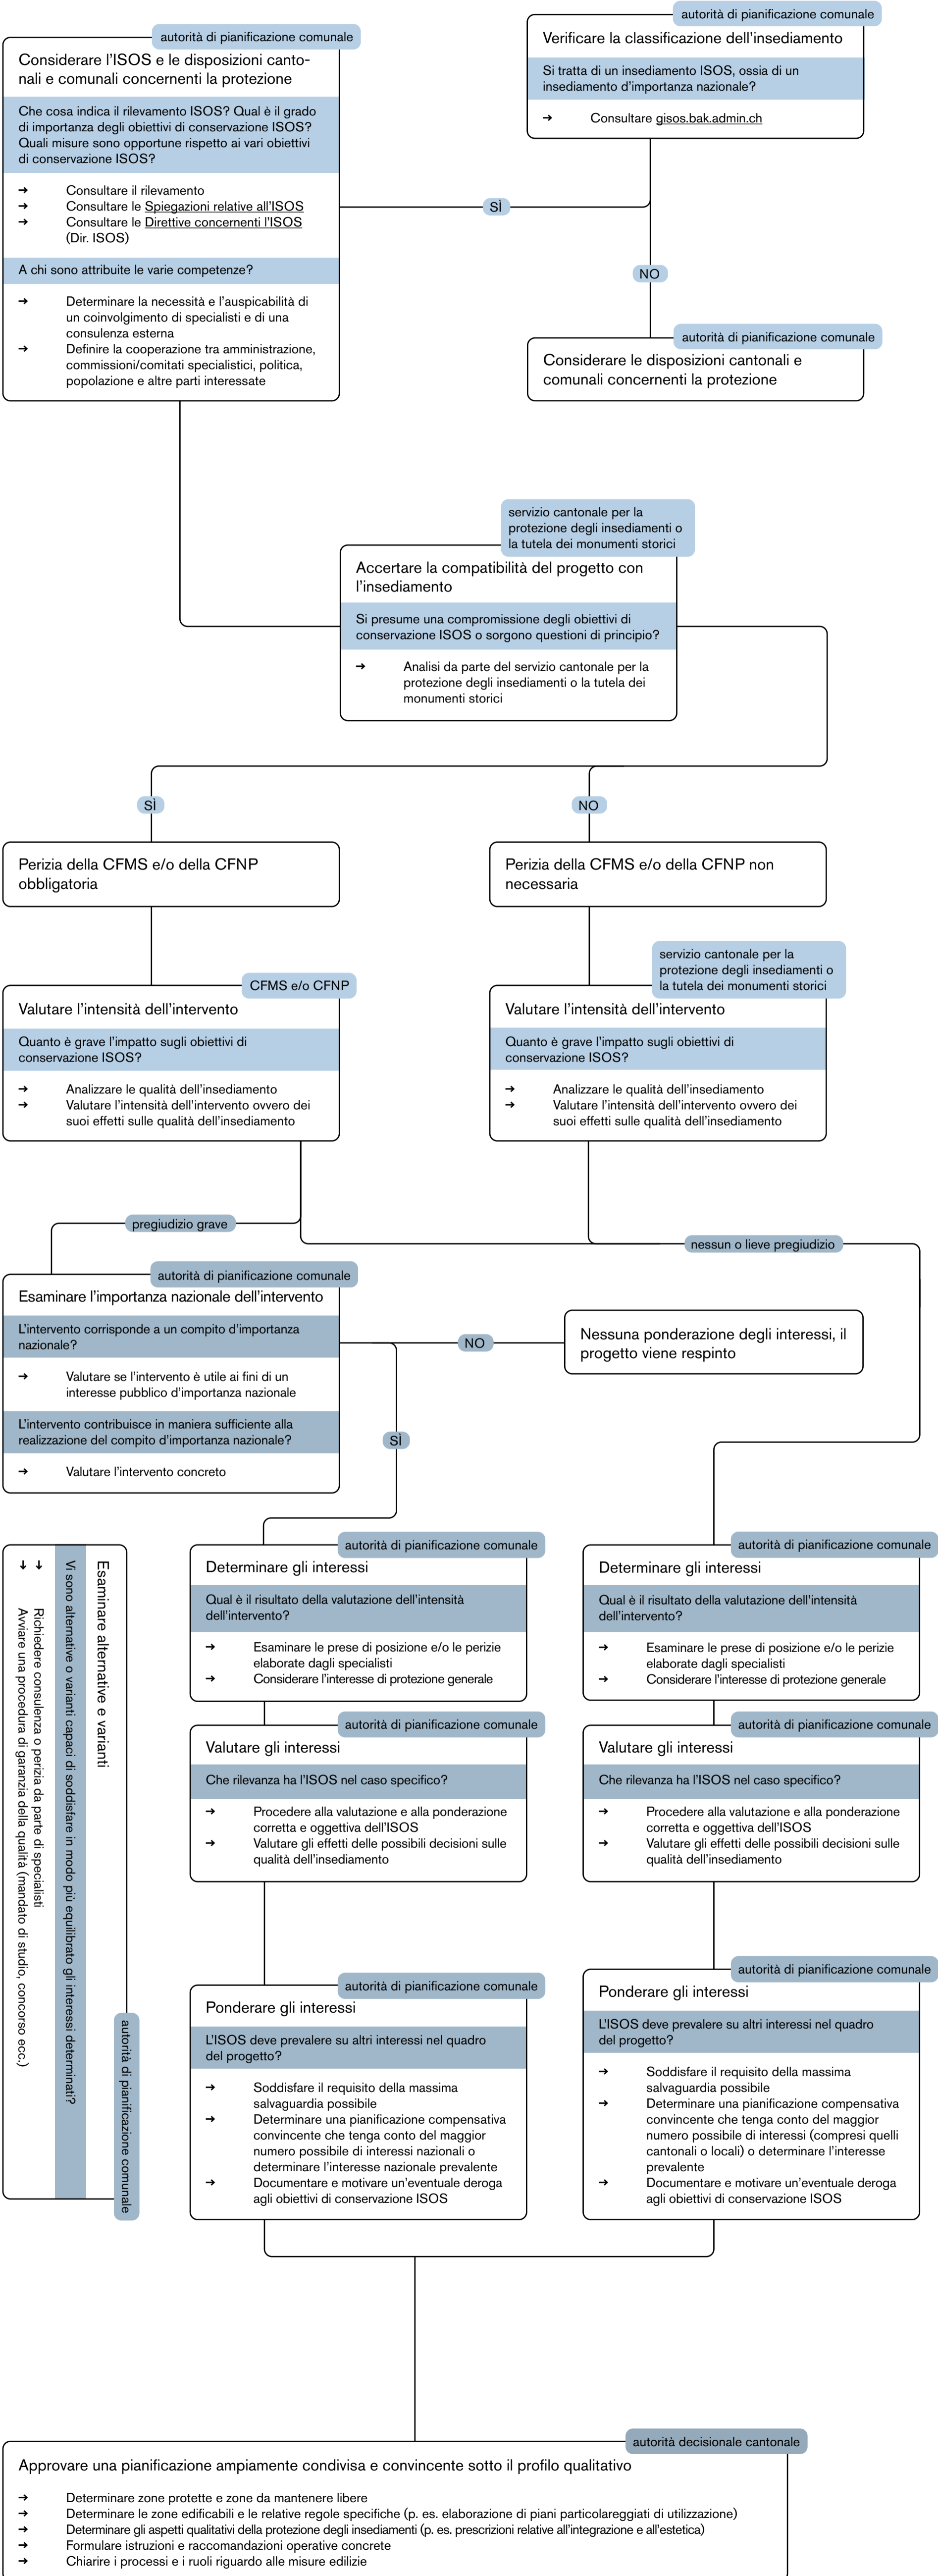 autorità di pianificazione comunale
Verificare la classificazione dell'insediamento
Si tratta di un insediamento ISOS, ossia di un
insediamento d'importanza nazionale?
→ Consultare gisos.bak.admin.ch
autorità di pianificazione comunale
Considerare l'ISOS e le disposizioni canto-
nali e comunali concernenti la protezione
Che cosa indica il rilevamento ISOS? Qual è il grado
di importanza degli obiettivi di conservazione ISOS?
Quali misure sono opportune rispetto ai vari obiettivi
di conservazione ISOS?
→ Consultare il rilevamento
→ Consultare le Spiegazioni relative all'ISOS
→ Consultare le Direttive concernenti l'ISOS
(Dir. ISOS)
A chi sono attribuite le varie competenze?
→ Determinare la necessità e l'auspicabilità di
un coinvolgimento di specialisti e di una
consulenza esterna
→ Definire la cooperazione tra amministrazione,
commissioni/comitati specialistici, politica,
popolazione e altre parti interessate
SÌ
NO
autorità di pianificazione comunale
Considerare le disposizioni cantonali e
comunali concernenti la protezione
servizio cantonale per la
protezione degli insediamenti o
la tutela dei monumenti storici
Accertare la compatibilità del progetto con
l'insediamento
Si presume una compromissione degli obiettivi di
conservazione ISOS o sorgono questioni di principio?
→ Analisi da parte del servizio cantonale per la
protezione degli insediamenti o la tutela dei
monumenti storici
SÌ
NO
Perizia della CFMS e/o della CFNP
obbligatoria
Perizia della CFMS e/o della CFNP non
necessaria
CFMS e/o CFNP
Valutare l'intensità dell'intervento
Quanto è grave l'impatto sugli obiettivi di
conservazione ISOS?
→ Analizzare le qualità dell'insediamento
→ Valutare l'intensità dell'intervento ovvero dei
suoi effetti sulle qualità dell'insediamento
servizio cantonale per la
protezione degli insediamenti o
la tutela dei monumenti storici
Valutare l'intensità dell'intervento
Quanto è grave l'impatto sugli obiettivi di
conservazione ISOS?
→ Analizzare le qualità dell'insediamento
→ Valutare l'intensità dell'intervento ovvero dei
suoi effetti sulle qualità dell'insediamento
pregiudizio grave
nessun o lieve pregiudizio
autorità di pianificazione comunale
Esaminare l'importanza nazionale dell'intervento
L'intervento corrisponde a un compito d'importanza
nazionale?
→ Valutare se l'intervento è utile ai fini di un
interesse pubblico d'importanza nazionale
L'intervento contribuisce in maniera sufficiente alla
realizzazione del compito d'importanza nazionale?
→ Valutare l'intervento concreto
NO
Nessuna ponderazione degli interessi, il
progetto viene respinto
SÌ
autorità di pianificazione comunale
Esaminare alternative e varianti
Vi sono alternative o varianti capaci di soddisfare in modo più equilibrato gli interessi determinati?
→ Richiedere consulenza o perizia da parte di specialisti
→ Avviare una procedura di garanzia della qualità (mandato di studio, concorso ecc.)
autorità di pianificazione comunale
Determinare gli interessi
Qual è il risultato della valutazione dell'intensità
dell'intervento?
→ Esaminare le prese di posizione e/o le perizie
elaborate dagli specialisti
→ Considerare l'interesse di protezione generale
autorità di pianificazione comunale
Valutare gli interessi
Che rilevanza ha l'ISOS nel caso specifico?
→ Procedere alla valutazione e alla ponderazione
corretta e oggettiva dell'ISOS
→ Valutare gli effetti delle possibili decisioni sulle
qualità dell'insediamento
autorità di pianificazione comunale
Ponderare gli interessi
L'ISOS deve prevalere su altri interessi nel quadro
del progetto?
→ Soddisfare il requisito della massima
salvaguardia possibile
→ Determinare una pianificazione compensativa
convincente che tenga conto del maggior
numero possibile di interessi nazionali o
determinare l'interesse nazionale prevalente
→ Documentare e motivare un'eventuale deroga
agli obiettivi di conservazione ISOS
autorità di pianificazione comunale
Determinare gli interessi
Qual è il risultato della valutazione dell'intensità
dell'intervento?
→ Esaminare le prese di posizione e/o le perizie
elaborate dagli specialisti
→ Considerare l'interesse di protezione generale
autorità di pianificazione comunale
Valutare gli interessi
Che rilevanza ha l'ISOS nel caso specifico?
→ Procedere alla valutazione e alla ponderazione
corretta e oggettiva dell'ISOS
→ Valutare gli effetti delle possibili decisioni sulle
qualità dell'insediamento
autorità di pianificazione comunale
Ponderare gli interessi
L'ISOS deve prevalere su altri interessi nel quadro
del progetto?
→ Soddisfare il requisito della massima
salvaguardia possibile
→ Determinare una pianificazione compensativa
convincente che tenga conto del maggior
numero possibile di interessi (compresi quelli
cantonali o locali) o determinare l'interesse
prevalente
→ Documentare e motivare un'eventuale deroga
agli obiettivi di conservazione ISOS
autorità decisionale cantonale
Approvare una pianificazione ampiamente condivisa e convincente sotto il profilo qualitativo
→ Determinare zone protette e zone da mantenere libere
→ Determinare le zone edificabili e le relative regole specifiche (p. es. elaborazione di piani particolareggiati di utilizzazione)
→ Determinare gli aspetti qualitativi della protezione degli insediamenti (p. es. prescrizioni relative all'integrazione e all'estetica)
→ Formulare istruzioni e raccomandazioni operative concrete
→ Chiarire i processi e i ruoli riguardo alle misure edilizie